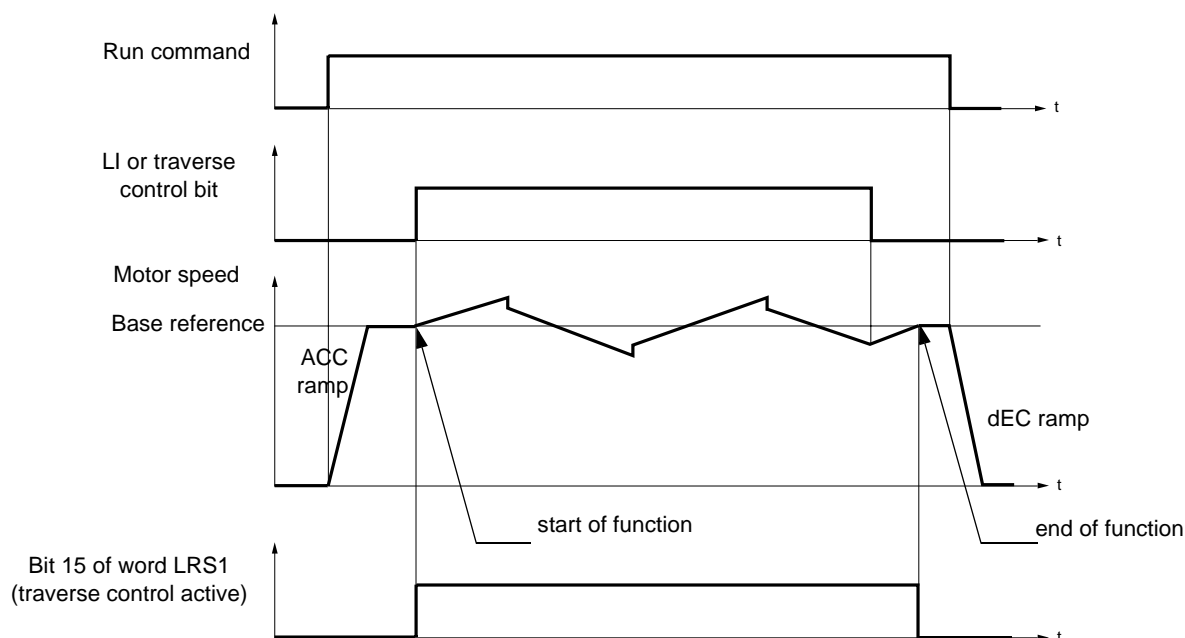 Run command
t
LI or traverse
control bit
t
Motor speed
Base reference
ACC
ramp
dEC ramp
t
start of function
end of function
Bit 15 of word LRS1
(traverse control active)
t